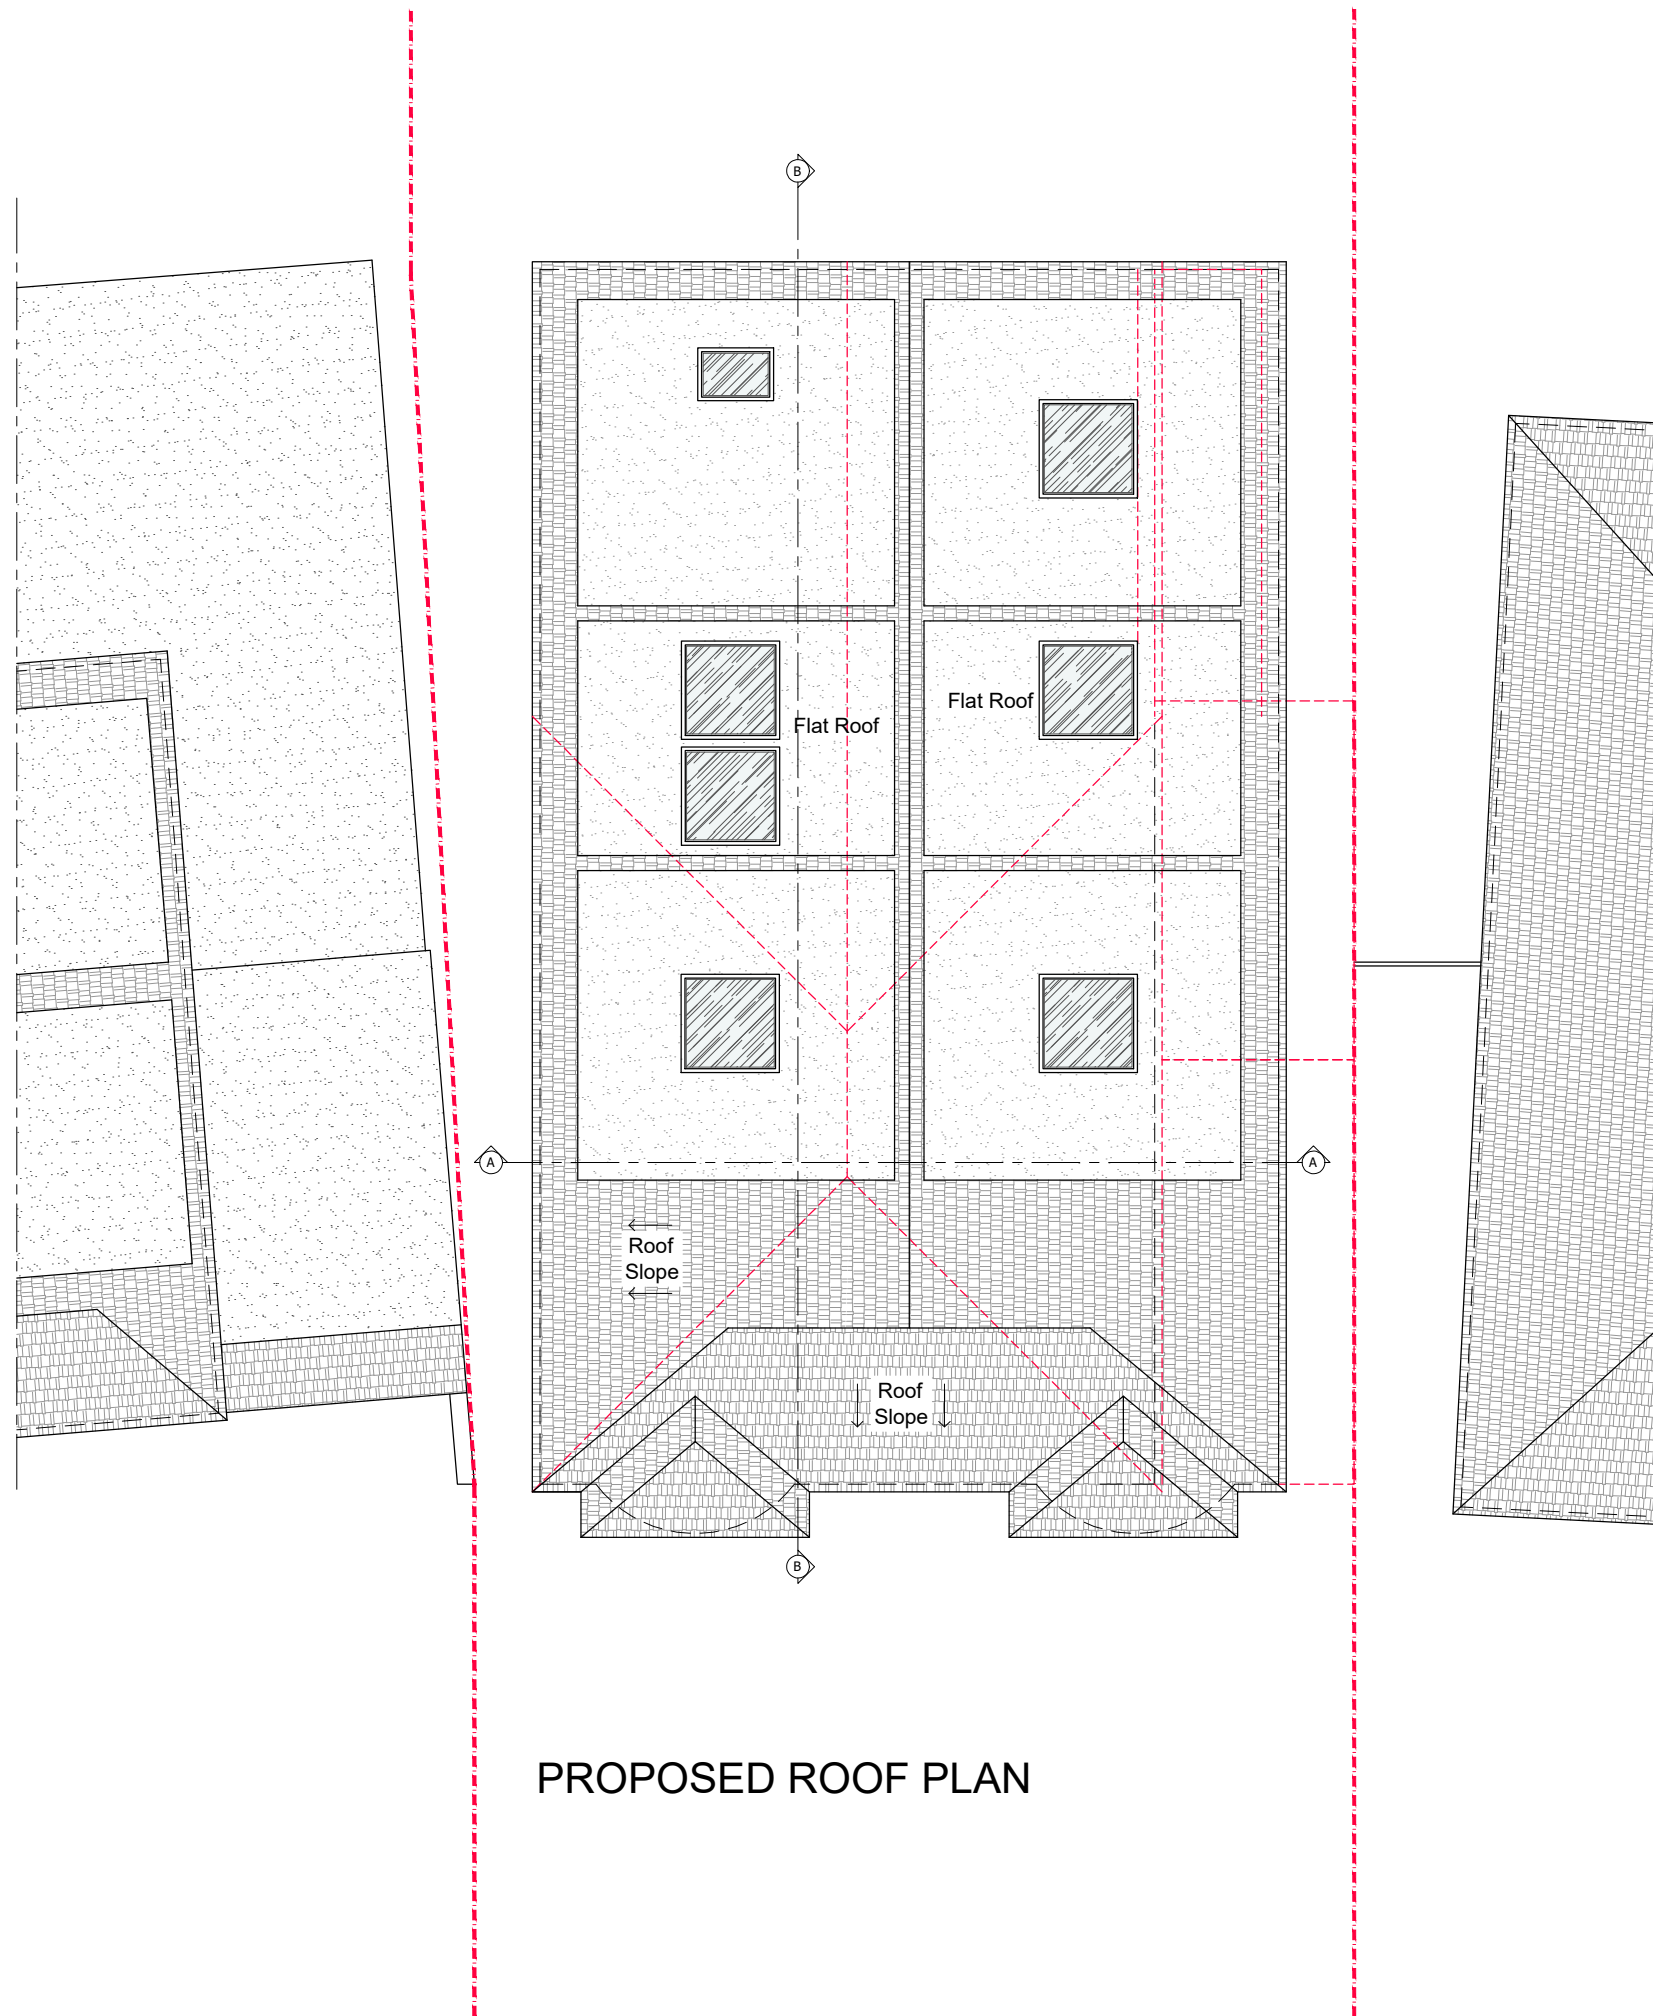 B
Flat Roof
Flat Roof
A
A
Roof
Slope
Roof
Slope
B
PROPOSED ROOF PLAN